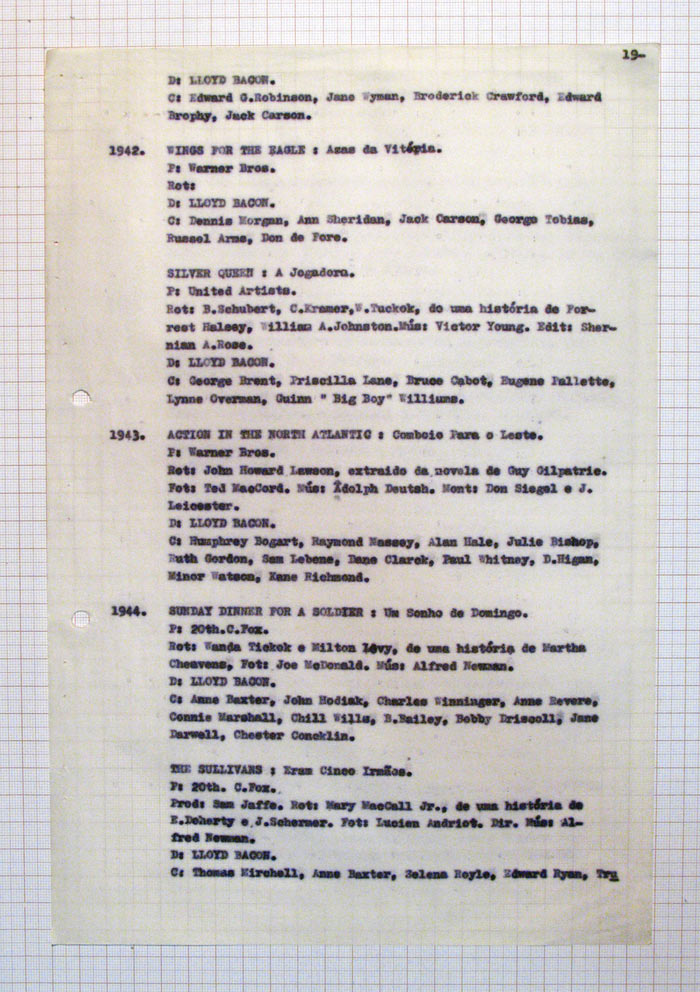 19-
D: LLOYD BACON.
C: Edward G.Robinson, Jane Wyman, Broderick Crawford, Edward
Brophy, Jack Carson.
1942. WINGS FOR THE EAGLE : Asas da Vitória.
P: Warner Bros.
Rot:
D: LLOYD BACON.
C: Dennis Morgan, Ann Sheridan, Jack Carson, George Tobias,
Russel Arms, Don de Fore.
SILVER QUEEN : A Jogadora.
P: United Artists.
Rot: B.Schubert, C.Kramer,W.Tuckok, de uma história de For-
rest Halsey, William A.Johnston.Mús: Victor Young. Edit: Sher-
nian A.Rose.
D: LLOYD BACON.
C: George Brent, Priscilla Lane, Bruce Cabot, Eugene Pallette,
Lynne Overman, Guinn " Big Boy" Williums.
1943. ACTION IN THE NORTH ATLANTIC : Comboio Para o Leste.
P: Warner Bros.
Rot: John Howard Lawson, extraido da novela de Guy Gilpatric.
Fot: Ted MacCord. Mús: Adolph Deutsh. Mont: Don Siegel e J.
Leicester.
D: LLOYD BACON.
C: Humphrey Bogart, Raymond Massey, Alan Hale, Julie Bishop,
Ruth Gordon, Sam Lebene, Dane Clarck, Paul Whitney, D.Higan,
Minor Watson, Kane Richmond.
1944. SUNDAY DINNER FOR A SOLDIER : Um Sonho de Domingo.
P: 20th.C.Fox.
Rot: Wanda Tickok e Milton Lévy, de uma história de Martha
Cheavens, Fot: Joe McDonald. Mús: Alfred Newman.
D: LLOYD BACON.
C: Anne Baxter, John Hodiak, Charles Winninger, Anne Revere,
Connie Marshall, Chill Wills, B.Bailey, Bobby Driscoll, Jane
Darwell, Chester Concklin.
THE SULLIVANS : Eram Cinco Irmãos.
P: 20th. C.Fox.
Prod: Sam Jaffe. Rot: Mary MacCall Jr., de uma história de
E.Doherty e J.Schermer. Fot: Lucien Andriot. Dir. Mús: Al-
fred Newman.
D: LLOYD BACON.
C: Thomas Mirchell, Anne Baxter, Selena Royle, Edward Ryan, Tru